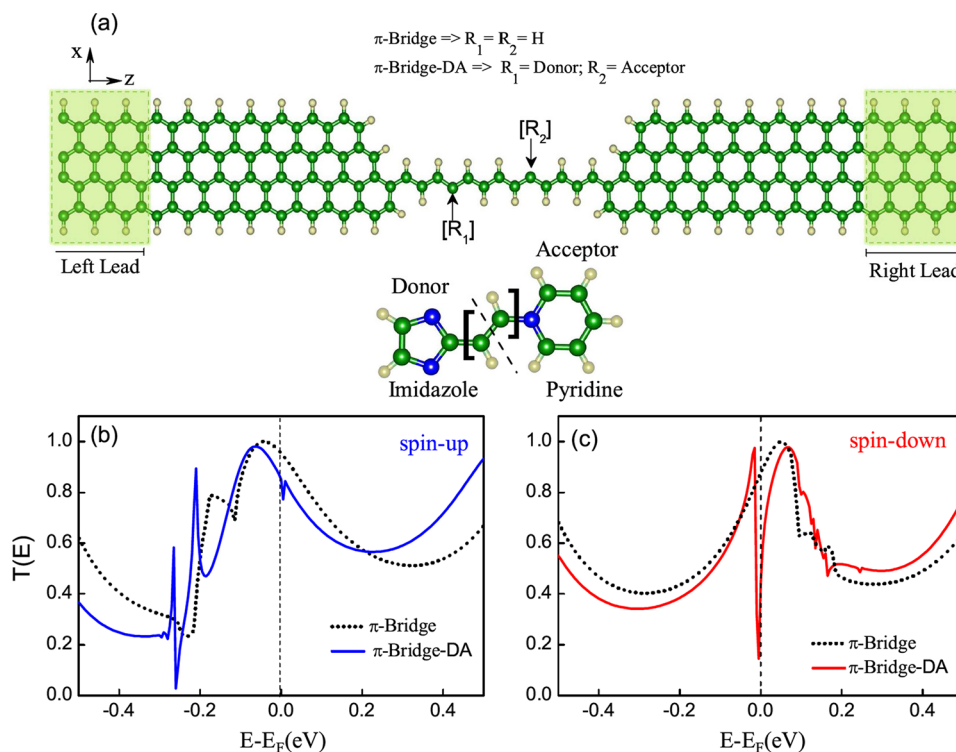 (a)
π-Bridge => R₁= R₂= H
π-Bridge-DA => R₁= Donor; R₂= Acceptor
x
z
[R₂]
[R₁]
Left Lead
Right Lead
Acceptor
Donor
Imidazole
Pyridine
(b)
spin-up
T(E)
1.0
0.8
0.6
0.4
0.2
0.0
π-Bridge
π-Bridge-DA
-0.4
-0.2
0.0
0.2
0.4
E-E_F(eV)
(c)
spin-down
1.0
0.8
0.6
0.4
0.2
0.0
π-Bridge
π-Bridge-DA
-0.4
-0.2
0.0
0.2
0.4
E-E_F(eV)